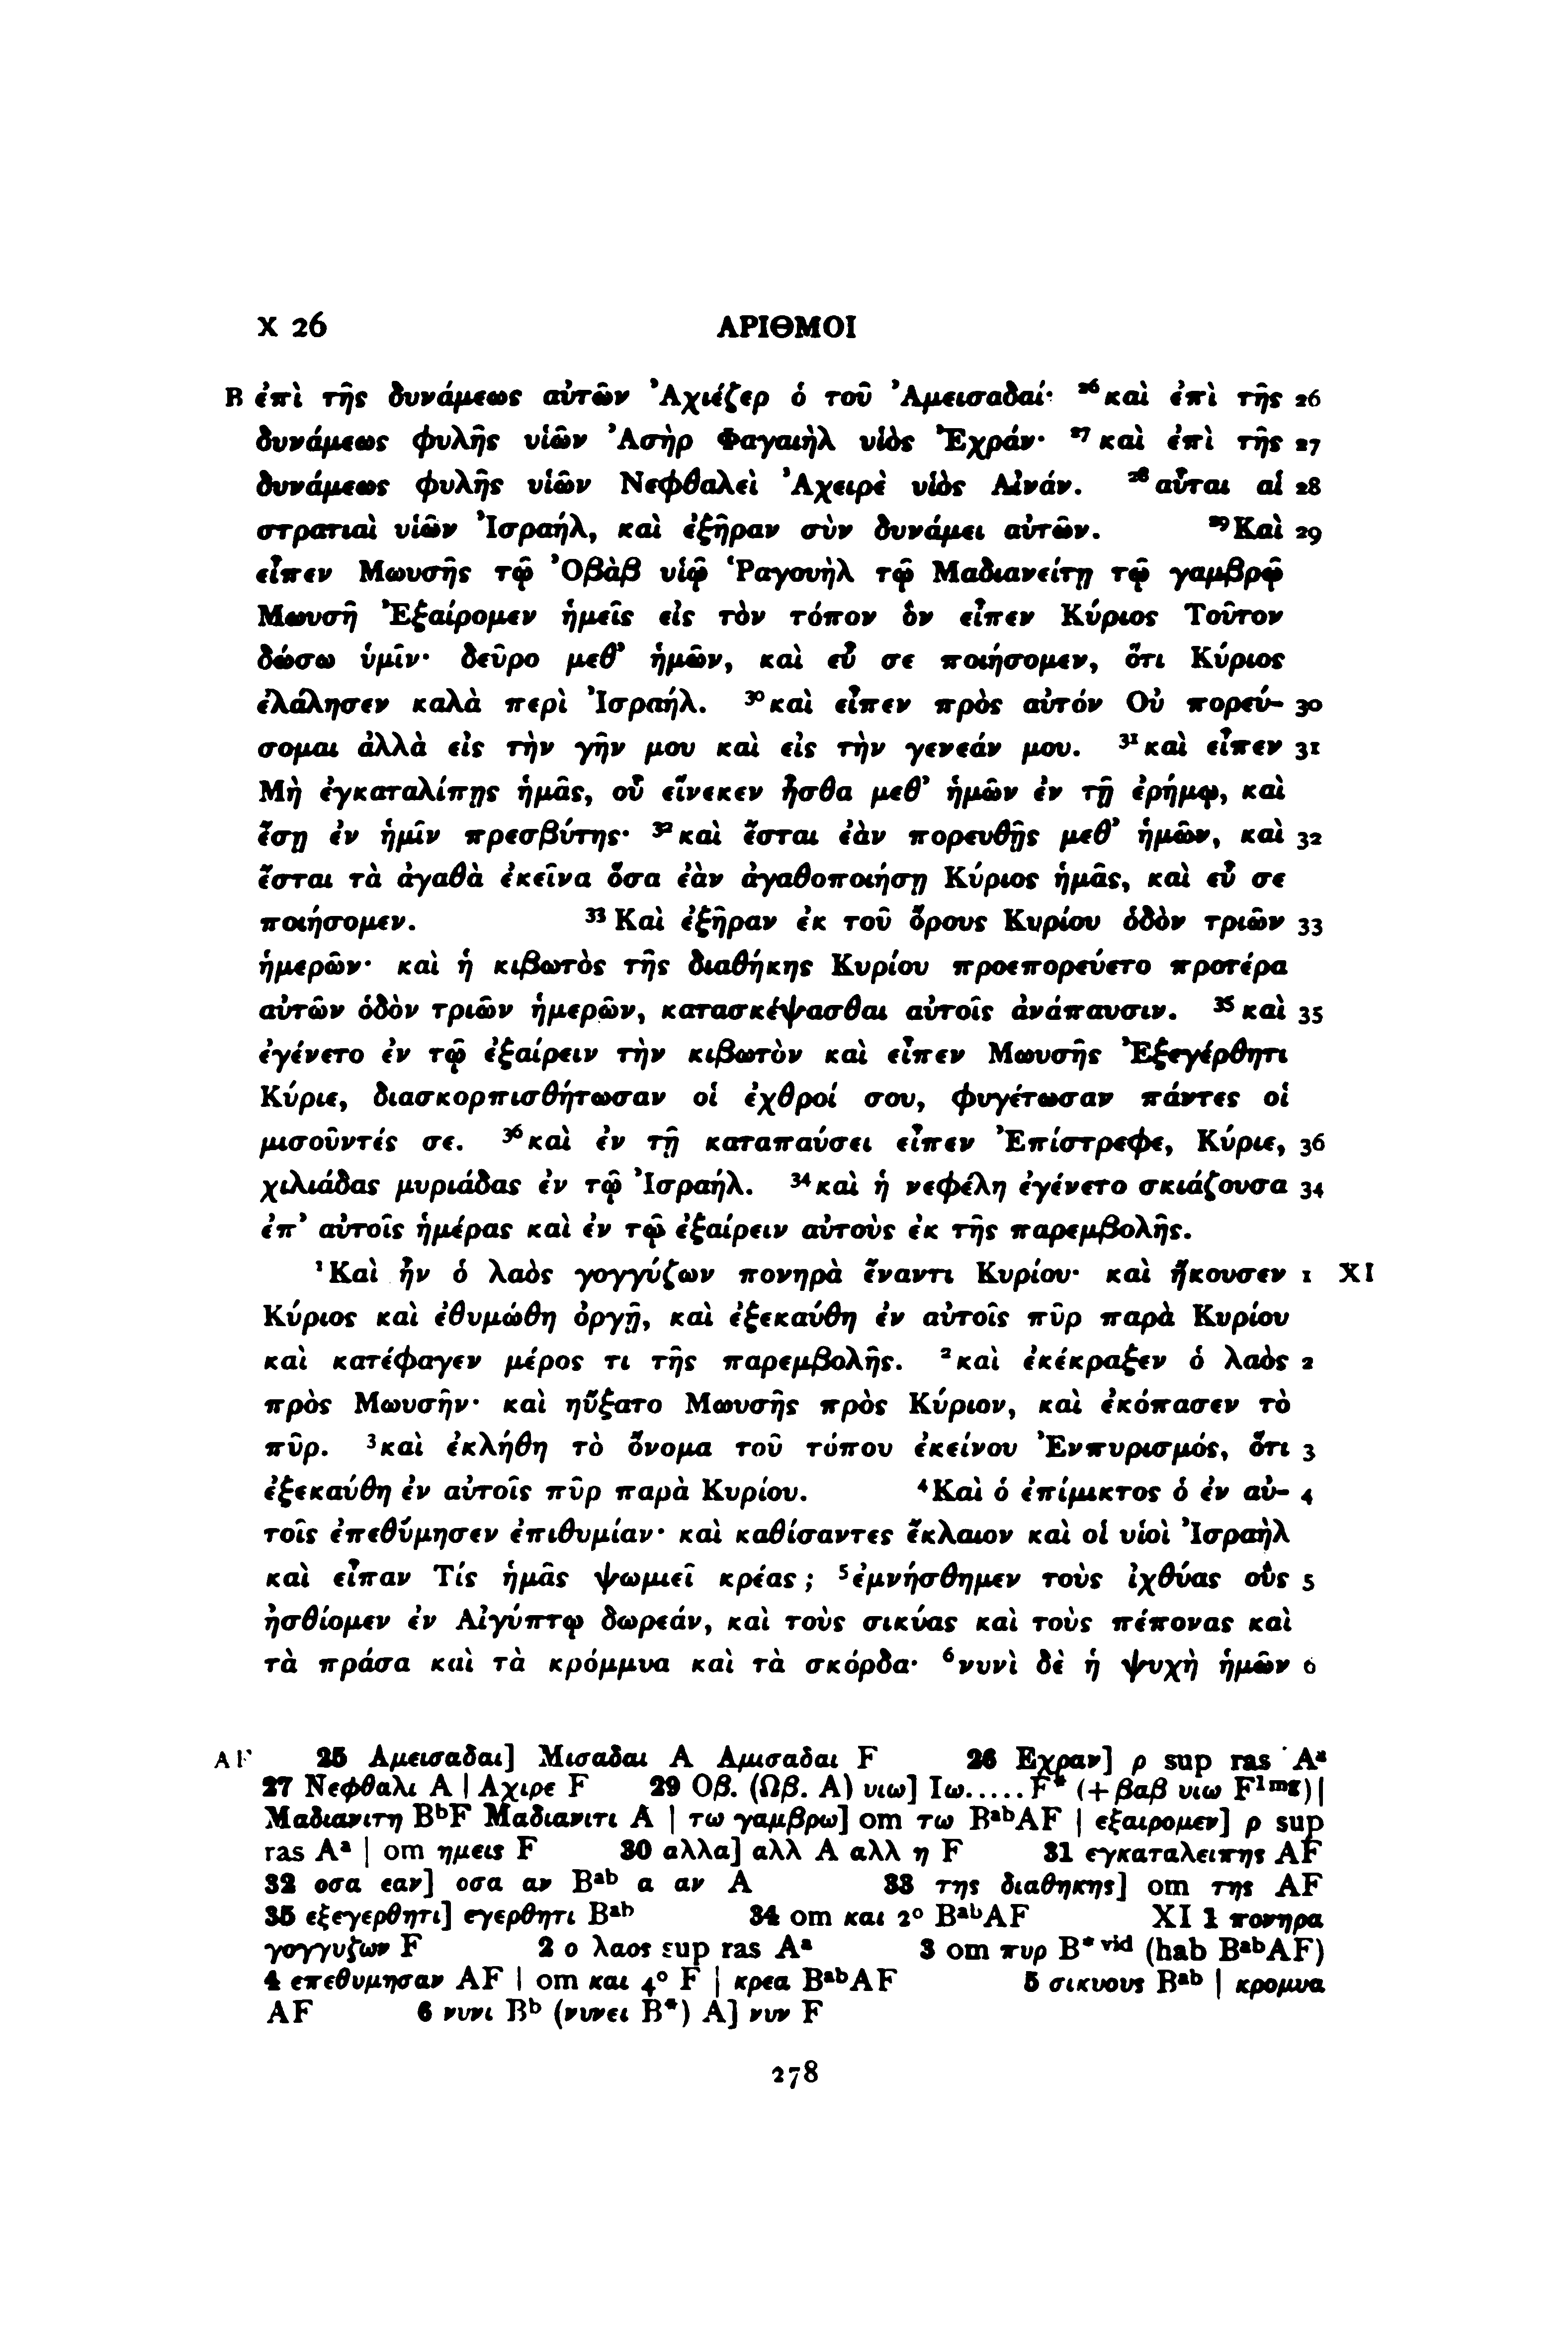 X 26 ΑΡΙΘΜΟΙ
B ἐπὶ τῆς δυνάμεως αὐτῶν Ἀχιέζερ ὁ τοῦ Ἀμεισαδαί· ²⁶καὶ ἐπὶ τῆς 26
δυνάμεως φυλῆς υἱῶν Ἀσὴρ Φαγαιὴλ υἱὸς Ἐχράν· ²⁷καὶ ἐπὶ τῆς 27
δυνάμεως φυλῆς υἱῶν Νεφθαλεὶ Ἀχειρὲ υἱὸς Αἰνάν. ²⁸αὗται αἱ 28
στρατιαὶ υἱῶν Ἰσραήλ, καὶ ἐξῆραν σὺν δυνάμει αὐτῶν. ²⁹Καὶ 29
εἶπεν Μωυσῆς τῷ Ὀβὰβ υἱῷ Ῥαγουὴλ τῷ Μαδιανείτῃ τῷ γαμβρῷ
Μωυσῆ Ἐξαίρομεν ἡμεῖς εἰς τὸν τόπον ὃν εἶπεν Κύριος Τοῦτον
δώσω ὑμῖν· δεῦρο μεθ’ ἡμῶν, καὶ εὖ σε ποιήσομεν, ὅτι Κύριος
ἐλάλησεν καλὰ περὶ Ἰσραήλ. ³⁰καὶ εἶπεν πρὸς αὐτόν Οὐ πορεύ- 30
σομαι ἀλλὰ εἰς τὴν γῆν μου καὶ εἰς τὴν γενεάν μου. ³¹καὶ εἶπεν 31
Μὴ ἐγκαταλίπῃς ἡμᾶς, οὗ εἵνεκεν ἦσθα μεθ’ ἡμῶν ἐν τῇ ἐρήμῳ, καὶ
ἔσῃ ἐν ἡμῖν πρεσβύτης· ³²καὶ ἔσται ἐὰν πορευθῇς μεθ’ ἡμῶν, καὶ 32
ἔσται τὰ ἀγαθὰ ἐκεῖνα ὅσα ἐὰν ἀγαθοποιήσῃ Κύριος ἡμᾶς, καὶ εὖ σε
ποιήσομεν. ³³Καὶ ἐξῆραν ἐκ τοῦ ὄρους Κυρίου ὁδὸν τριῶν 33
ἡμερῶν· καὶ ἡ κιβωτὸς τῆς διαθήκης Κυρίου προεπορεύετο προτέρα
αὐτῶν ὁδὸν τριῶν ἡμερῶν, κατασκέψασθαι αὐτοῖς ἀνάπαυσιν. ³⁵καὶ 35
ἐγένετο ἐν τῷ ἐξαίρειν τὴν κιβωτὸν καὶ εἶπεν Μωυσῆς Ἐξεγέρθητι
Κύριε, διασκορπισθήτωσαν οἱ ἐχθροί σου, φυγέτωσαν πάντες οἱ
μισοῦντές σε. ³⁶καὶ ἐν τῇ καταπαύσει εἶπεν Ἐπίστρεφε, Κύριε, 36
χιλιάδας μυριάδας ἐν τῷ Ἰσραήλ. ³⁴καὶ ἡ νεφέλη ἐγένετο σκιάζουσα 34
ἐπ’ αὐτοῖς ἡμέρας καὶ ἐν τῷ ἐξαίρειν αὐτοὺς ἐκ τῆς παρεμβολῆς.
¹Καὶ ἦν ὁ λαὸς γογγύζων πονηρὰ ἔναντι Κυρίου· καὶ ἤκουσεν 1 XI
Κύριος καὶ ἐθυμώθη ὀργῇ, καὶ ἐξεκαύθη ἐν αὐτοῖς πῦρ παρὰ Κυρίου
καὶ κατέφαγεν μέρος τι τῆς παρεμβολῆς. ²καὶ ἐκέκραξεν ὁ λαὸς 2
πρὸς Μωυσῆν· καὶ ηὔξατο Μωυσῆς πρὸς Κύριον, καὶ ἐκόπασεν τὸ
πῦρ. ³καὶ ἐκλήθη τὸ ὄνομα τοῦ τόπου ἐκείνου Ἐνπυρισμός, ὅτι 3
ἐξεκαύθη ἐν αὐτοῖς πῦρ παρὰ Κυρίου. ⁴Καὶ ὁ ἐπίμικτος ὁ ἐν αὐ- 4
τοῖς ἐπεθύμησεν ἐπιθυμίαν· καὶ καθίσαντες ἔκλαιον καὶ οἱ υἱοὶ Ἰσραὴλ
καὶ εἶπαν Τίς ἡμᾶς ψωμιεῖ κρέας; ⁵ἐμνήσθημεν τοὺς ἰχθύας οὓς 5
ἠσθίομεν ἐν Αἰγύπτῳ δωρεάν, καὶ τοὺς σικύας καὶ τοὺς πέπονας καὶ
τὰ πράσα καὶ τὰ κρόμμυα καὶ τὰ σκόρδα· ⁶νυνὶ δὲ ἡ ψυχὴ ἡμῶν 6
AF 25 Αμεισαδαι] Μισαδαι A Αμισαδαι F 26 Εχραν] ρ sup ras Aᵃ
27 Νεφθαλι A | Αχιρε F 29 Οβ. (Ωβ. A) υιω] Ιω.....F* (+βαβ υιω F¹ᵐᵍ) |
Μαδιανιτη BᵇF Μαδιανιτι A | τω γαμβρω] om τω BᵃᵇAF | εξαιρομεν] ρ sup
ras Aᵃ | om ημεις F 30 αλλα] αλλ A αλλ η F 31 εγκαταλειπης AF
32 οσα εαν] οσα αν Bᵃᵇ α αν A 33 της διαθηκης] om της AF
35 εξεγερθητι] εγερθητι Bᵃᵇ 34 om και 2° BᵃᵇAF XI 1 πονηρα
γογγυζων F 2 ο λαος sup ras Aᵃ 3 om πυρ B*ᵛⁱᵈ (hab BᵃᵇAF)
4 επεθυμησαν AF | om και 4° F | κρεα BᵃᵇAF 5 σικυους Bᵃᵇ | κρομυα
AF 6 νυνι Bᵇ (νυνει B*) A] νυν F
278